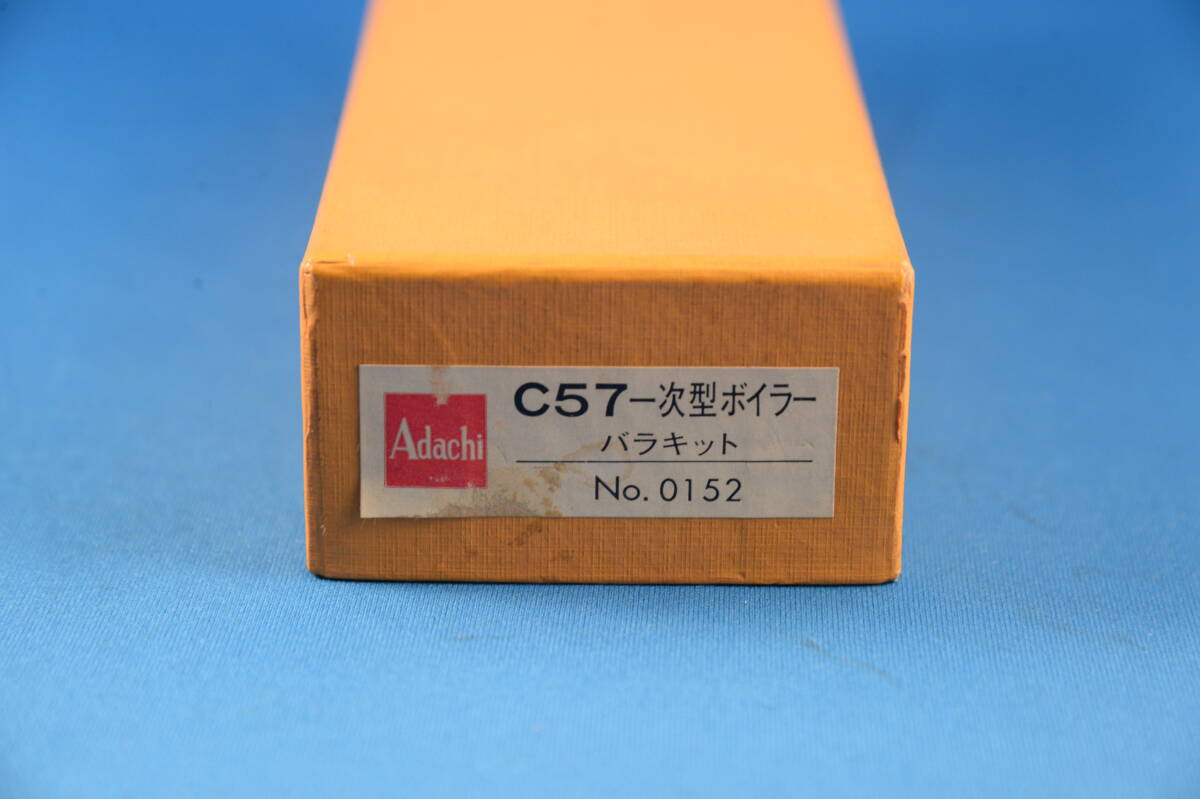 Adachi
C57一次型ボイラー
バラキット
No. 0152